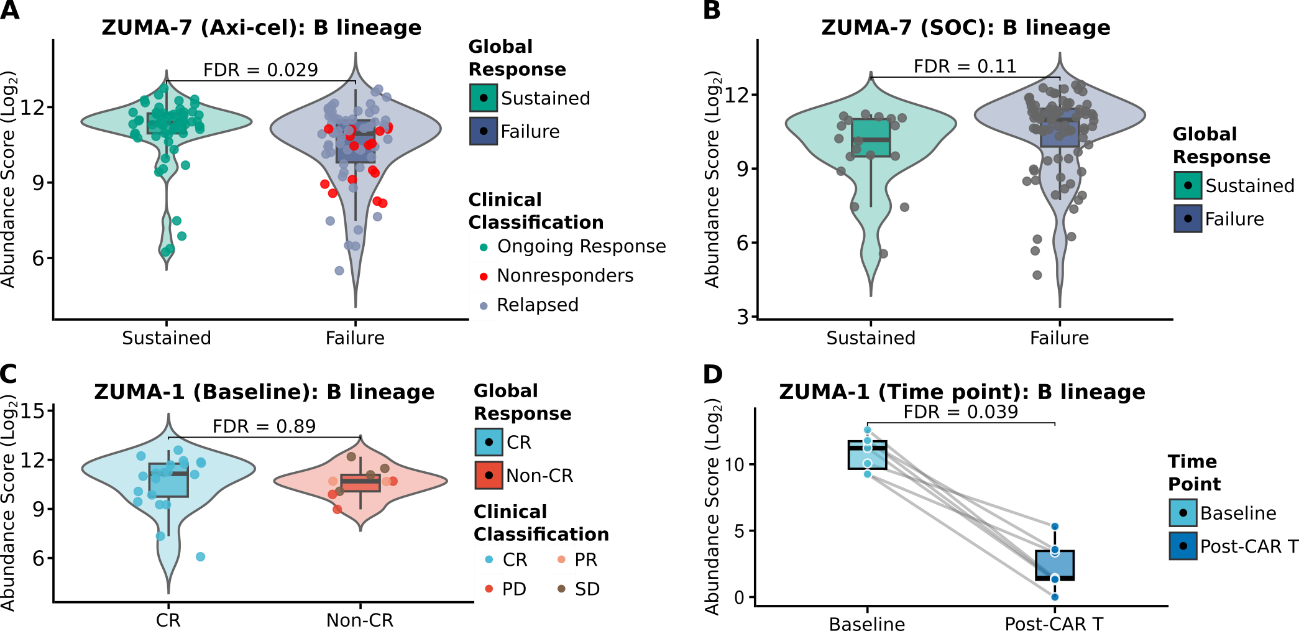 A
ZUMA-7 (Axi-cel): B lineage
Abundance Score (Log₂)
12
9
6
FDR = 0.029
Sustained
Failure
Global
Response
Sustained
Failure
Clinical
Classification
Ongoing Response
Nonresponders
Relapsed
B
ZUMA-7 (SOC): B lineage
Abundance Score (Log₂)
12
9
6
3
FDR = 0.11
Sustained
Failure
Global
Response
Sustained
Failure
C
ZUMA-1 (Baseline): B lineage
Abundance Score (Log₂)
15
12
9
6
FDR = 0.89
CR
Non-CR
Global
Response
CR
Non-CR
Clinical
Classification
CR PR
PD SD
D
ZUMA-1 (Time point): B lineage
Abundance Score (Log₂)
10
5
0
FDR = 0.039
Baseline
Post-CAR T
Time
Point
Baseline
Post-CAR T